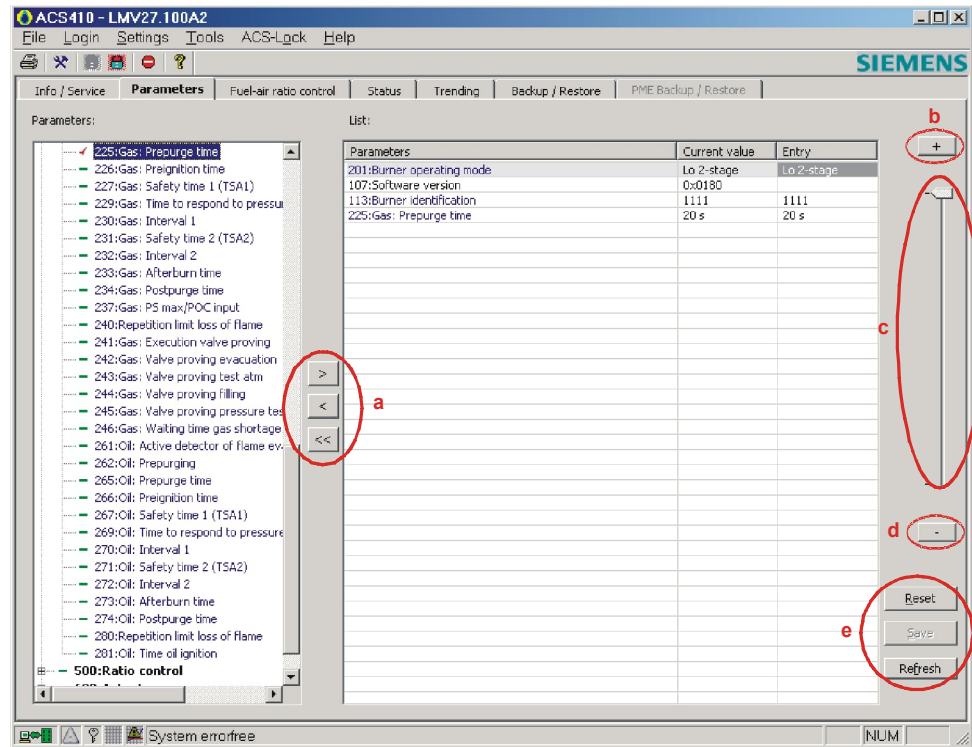 ACS410 - LMV27.100A2
File Login Settings Tools ACS-Lock Help
SIEMENS
Info / Service Parameters Fuel-air ratio control Status Trending Backup / Restore PME Backup / Restore
Parameters:
225:Gas: Prepurge time
226:Gas: Preignition time
227:Gas: Safety time 1 (TSA1)
229:Gas: Time to respond to pressu
230:Gas: Interval 1
231:Gas: Safety time 2 (TSA2)
232:Gas: Interval 2
233:Gas: Afterburn time
234:Gas: Postpurge time
237:Gas: PS max/POC input
240:Repetition limit loss of flame
241:Gas: Execution valve proving
242:Gas: Valve proving evacuation
243:Gas: Valve proving test atm
244:Gas: Valve proving filling
245:Gas: Valve proving pressure tes
246:Gas: Waiting time gas shortage
261:Oil: Active detector of flame ev
262:Oil: Prepurging
265:Oil: Prepurge time
266:Oil: Preignition time
267:Oil: Safety time 1 (TSA1)
269:Oil: Time to respond to pressure
270:Oil: Interval 1
271:Oil: Safety time 2 (TSA2)
272:Oil: Interval 2
273:Oil: Afterburn time
274:Oil: Postpurge time
280:Repetition limit loss of flame
281:Oil: Time oil ignition
500:Ratio control
>
<
<<
a
List:
Parameters Current value Entry
201:Burner operating mode Lo 2-stage Lo 2-stage
107:Software version 0x0180
113:Burner identification 1111 1111
225:Gas: Prepurge time 20 s 20 s
b
+
c
d
-
e
Reset
Save
Refresh
System errorfree
NUM